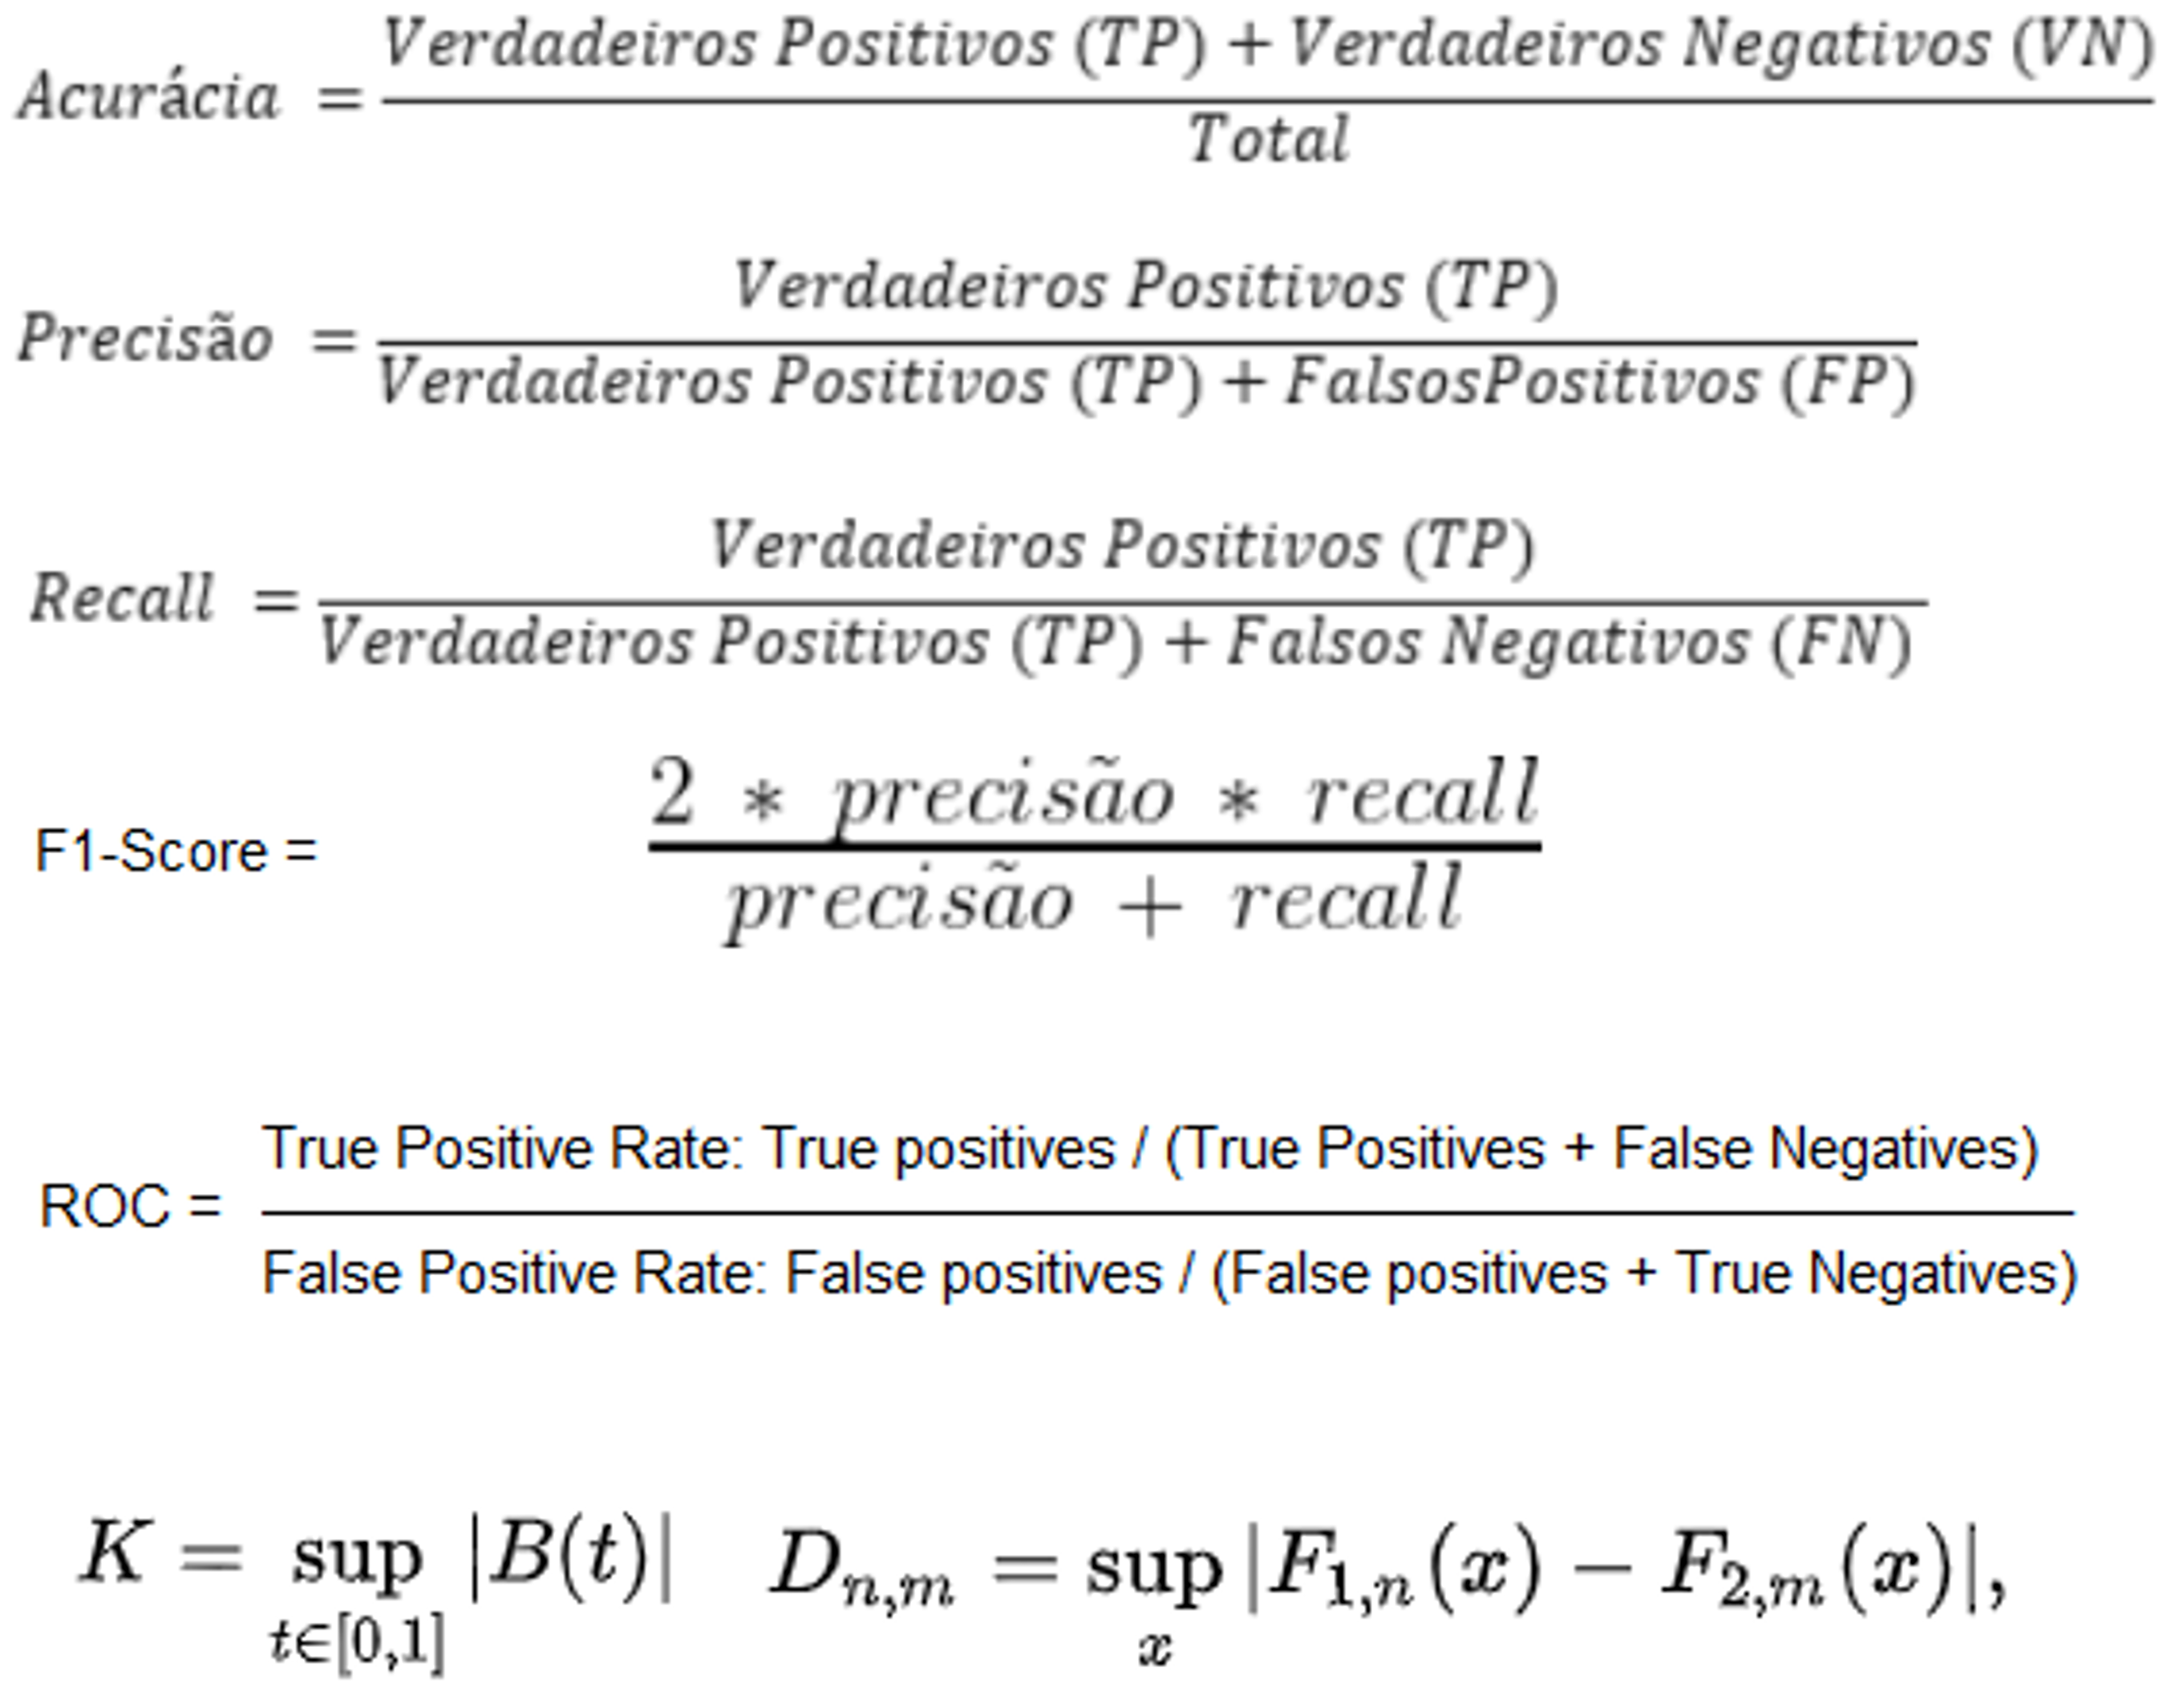 Verdadeiros Positivos (TP) + Verdadeiros Negativos (VN)
Acurácia =
Total
Verdadeiros Positivos (TP)
Precisão =
Verdadeiros Positivos (TP) + FalsosPositivos (FP)
Verdadeiros Positivos (TP)
Recall =
Verdadeiros Positivos (TP) + Falsos Negativos (FN)
2 * precisão * recall
F1-Score =
precisão + recall
True Positive Rate: True positives / (True Positives + False Negatives)
ROC =
False Positive Rate: False positives / (False positives + True Negatives)
K = sup |B(t)| D_{n,m} = sup |F_{1,n}(x) − F_{2,m}(x)|,
t∈[0,1] x